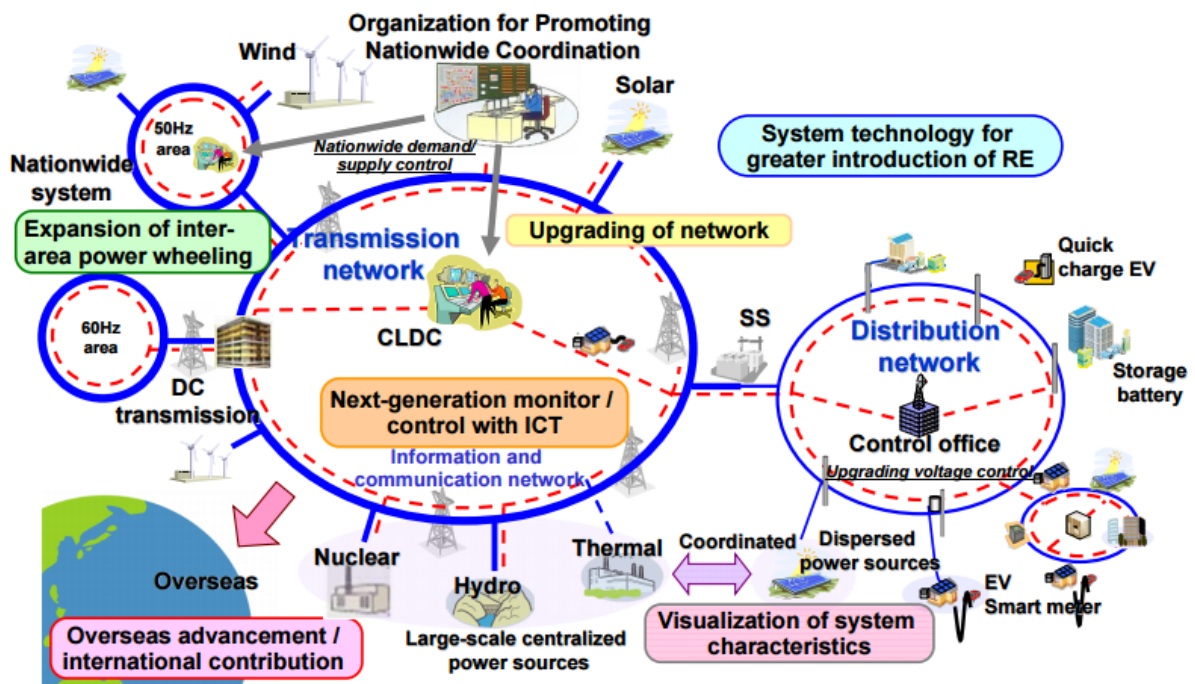 Organization for Promoting
Nationwide Coordination
Wind
Solar
50Hz
area
Nationwide demand/
supply control
System technology for
greater introduction of RE
Nationwide
system
Expansion of inter-
area power wheeling
Transmission
network
Upgrading of network
Quick
charge EV
60Hz
area
CLDC
SS
Distribution
network
Storage
battery
DC
transmission
Next-generation monitor /
control with ICT
Control office
Information and
communication network
Upgrading voltage control
Nuclear
Thermal
Coordinated
Dispersed
power sources
Overseas
Hydro
EV
Smart meter
Large-scale centralized
power sources
Overseas advancement /
international contribution
Visualization of system
characteristics